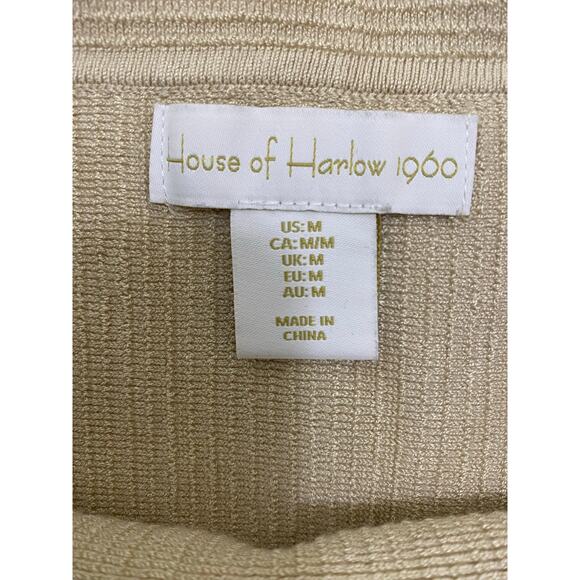 House of Harlow 1960
US: M
CA: M/M
UK: M
EU: M
AU: M
MADE IN
CHINA